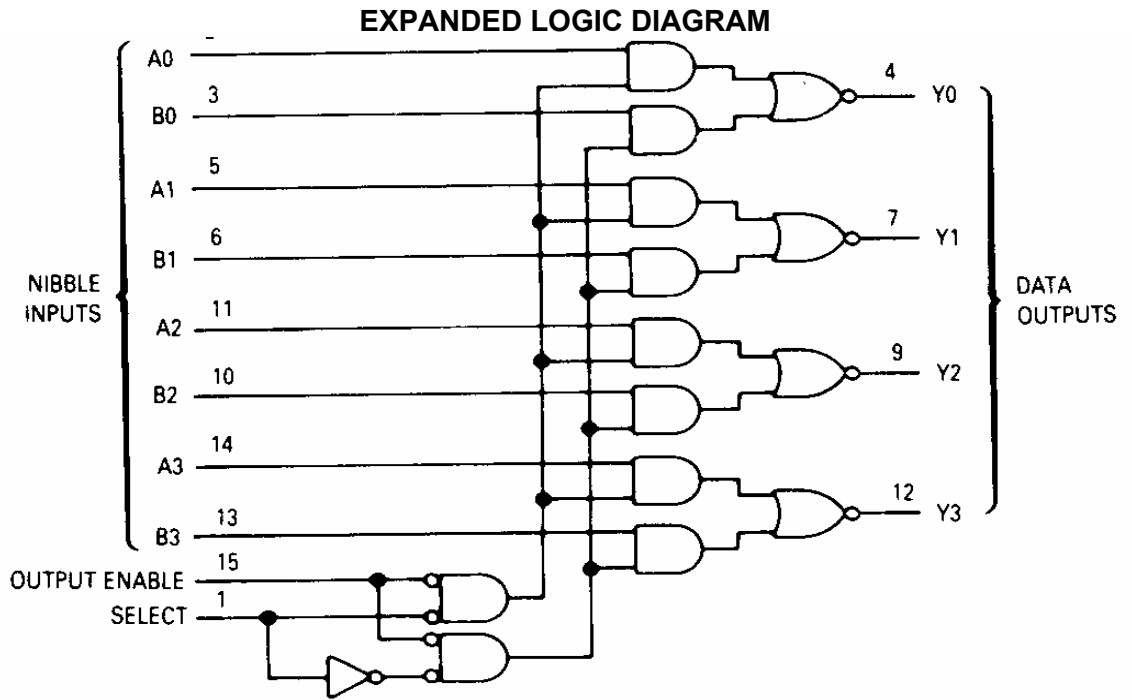 EXPANDED LOGIC DIAGRAM
A0
3
B0
5
A1
6
B1
11
A2
10
B2
14
A3
13
B3
NIBBLE
INPUTS
15
OUTPUT ENABLE
1
SELECT
4
Y0
7
Y1
9
Y2
12
Y3
DATA
OUTPUTS